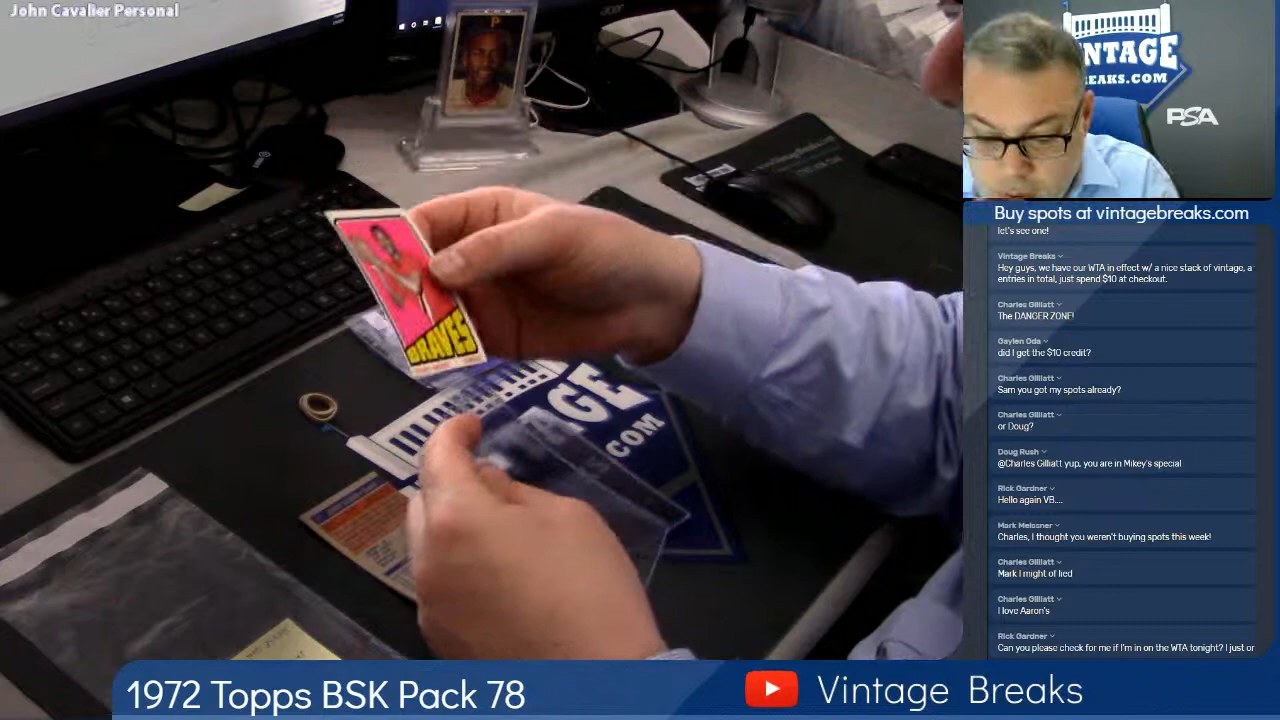 John Cavalier Personal
P
acer
BRAVES
AGE
.COM
VINTAGE
BREAKS.COM
PSA
Buy spots at vintagebreaks.com
let's see one!
Vintage Breaks
Hey guys, we have our WTA in effect w/ a nice stack of vintage, a
entries in total, just spend $10 at checkout.
Charles Gilliatt
The DANGER ZONE!
Gaylen Oda
did I get the $10 credit?
Charles Gilliatt
Sam you got my spots already?
Charles Gilliatt
or Doug?
Doug Rush
@Charles Gilliatt yup, you are in Mikey's special
Rick Gardner
Hello again VB....
Mark Meissner
Charles, I thought you weren't buying spots this week!
Charles Gilliatt
Mark I might of lied
Charles Gilliatt
I love Aaron's
Rick Gardner
Can you please check for me if I'm in on the WTA tonight? I just or
1972 Topps BSK Pack 78
Vintage Breaks